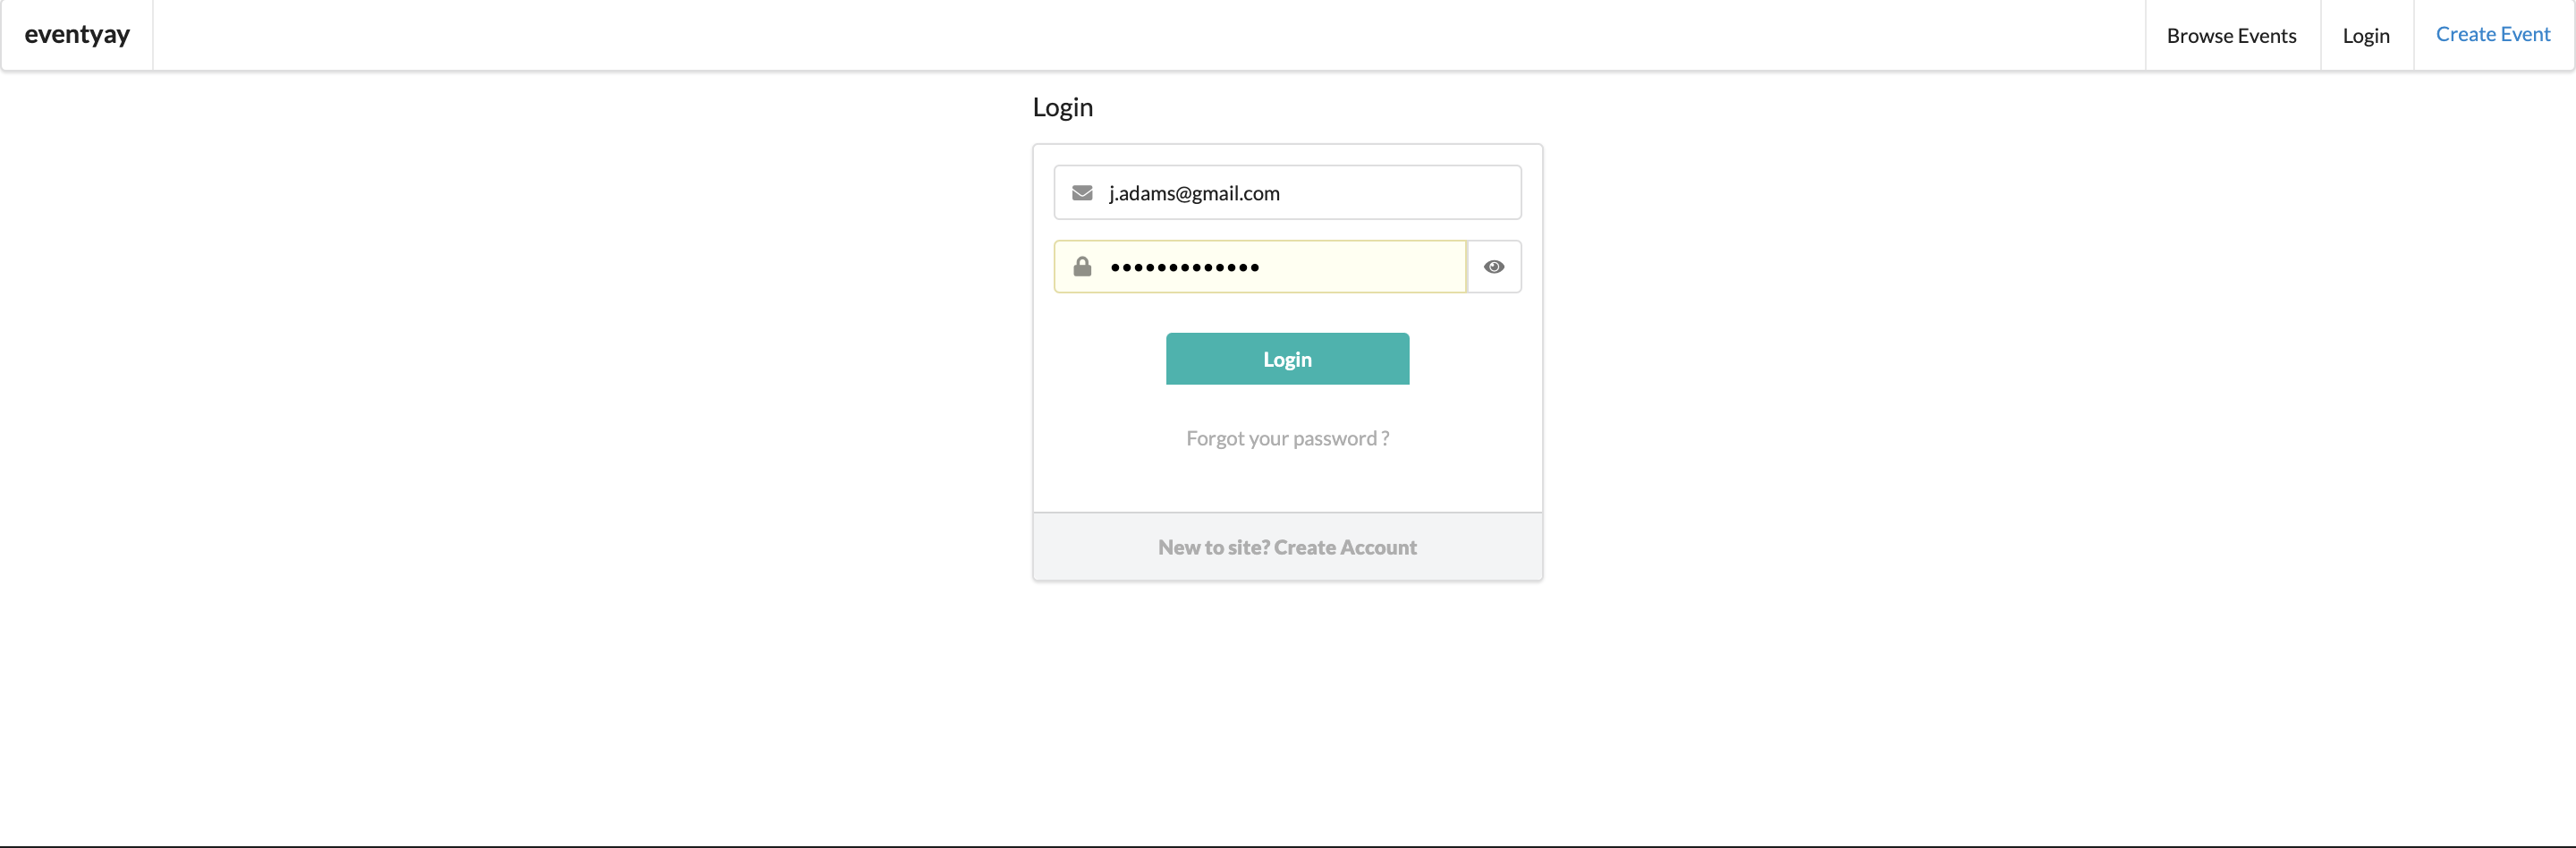 eventyay
Browse Events
Login
Create Event
Login
j.adams@gmail.com
•••••••••••••
Login
Forgot your password ?
New to site? Create Account